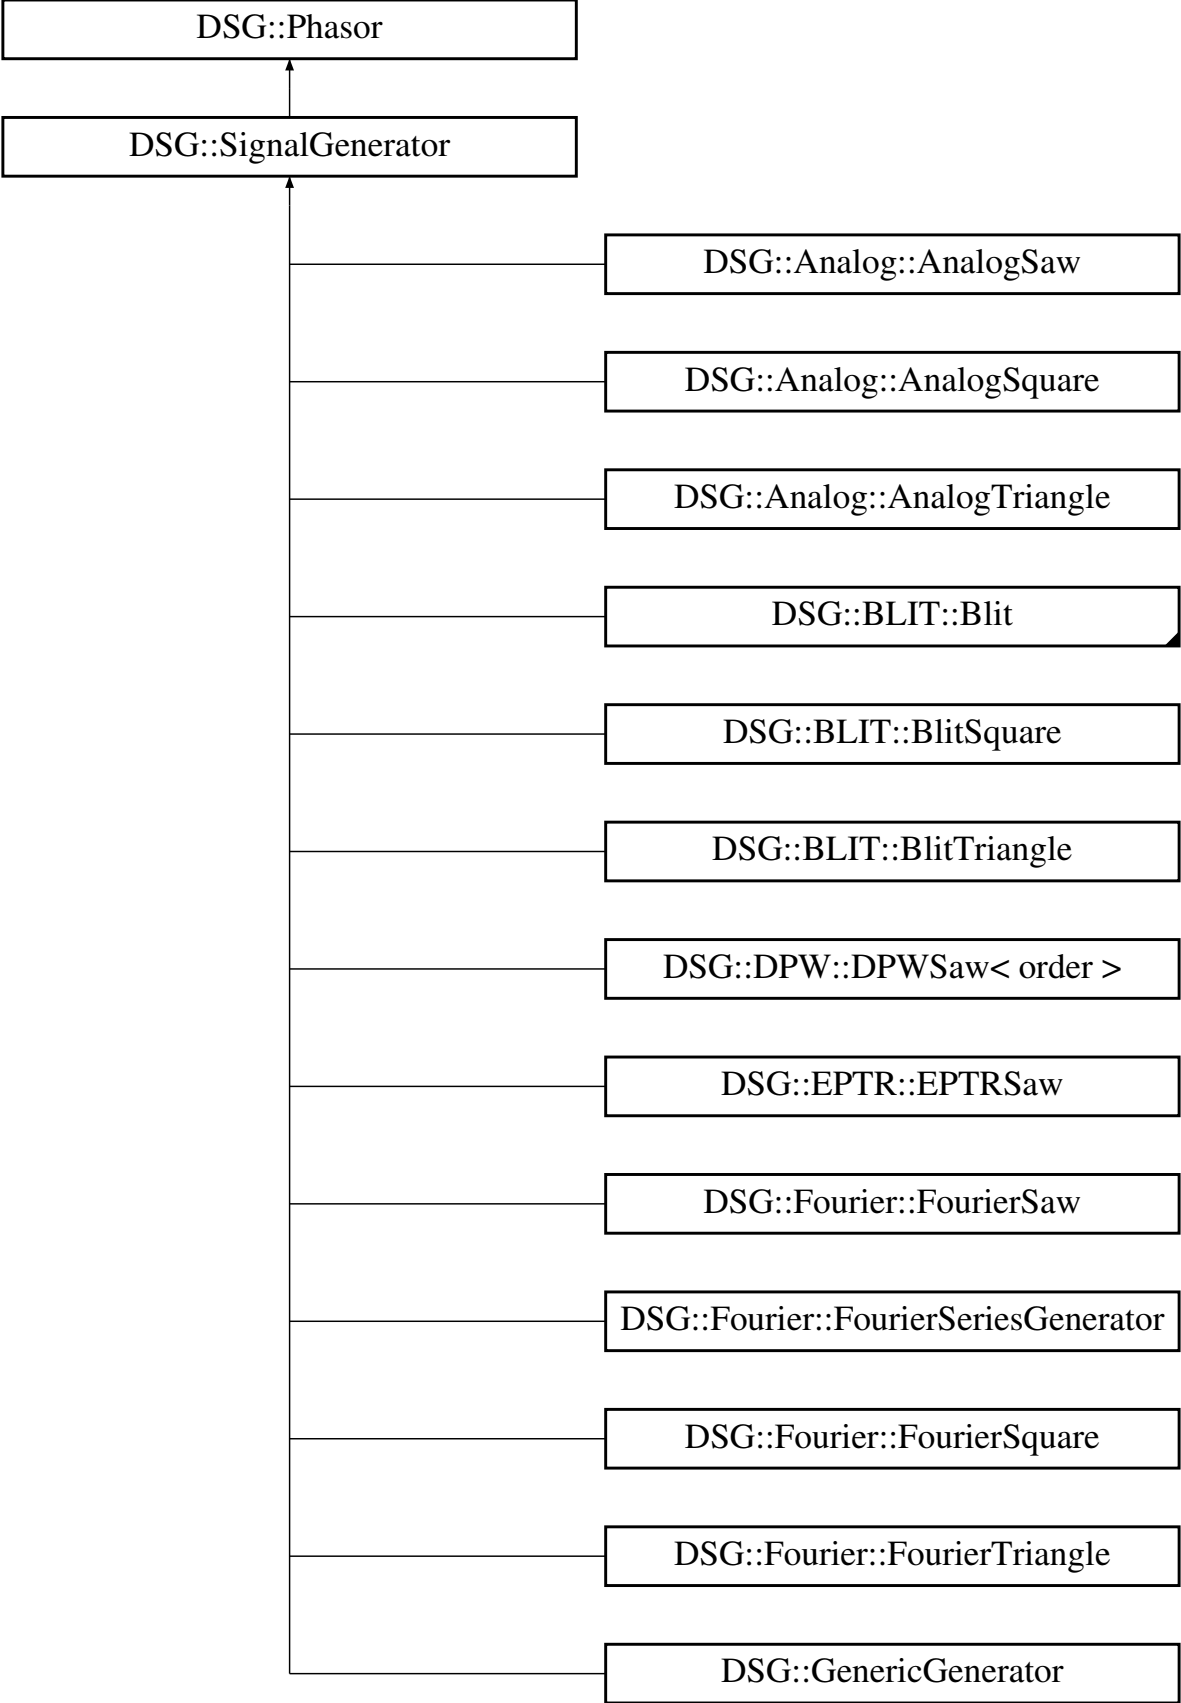 DSG::Phasor
DSG::SignalGenerator
DSG::Analog::AnalogSaw
DSG::Analog::AnalogSquare
DSG::Analog::AnalogTriangle
DSG::BLIT::Blit
DSG::BLIT::BlitSquare
DSG::BLIT::BlitTriangle
DSG::DPW::DPWSaw< order >
DSG::EPTR::EPTRSaw
DSG::Fourier::FourierSaw
DSG::Fourier::FourierSeriesGenerator
DSG::Fourier::FourierSquare
DSG::Fourier::FourierTriangle
DSG::GenericGenerator